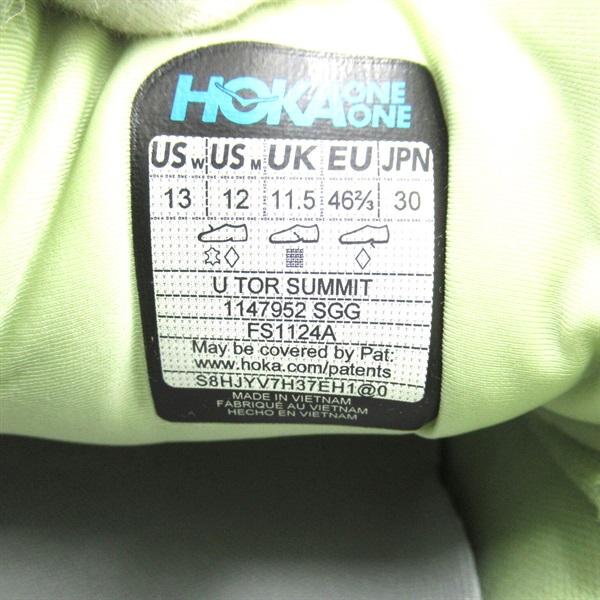 HOKA ONE ONE
US W US M UK EU JPN
13 12 11.5 46⅔ 30
U TOR SUMMIT
1147952 SGG
FS1124A
May be covered by Pat:
www.hoka.com/patents
S8HJYV7H37EH1@0
MADE IN VIETNAM
FABRIQUÉ AU VIETNAM
HECHO EN VIETNAM